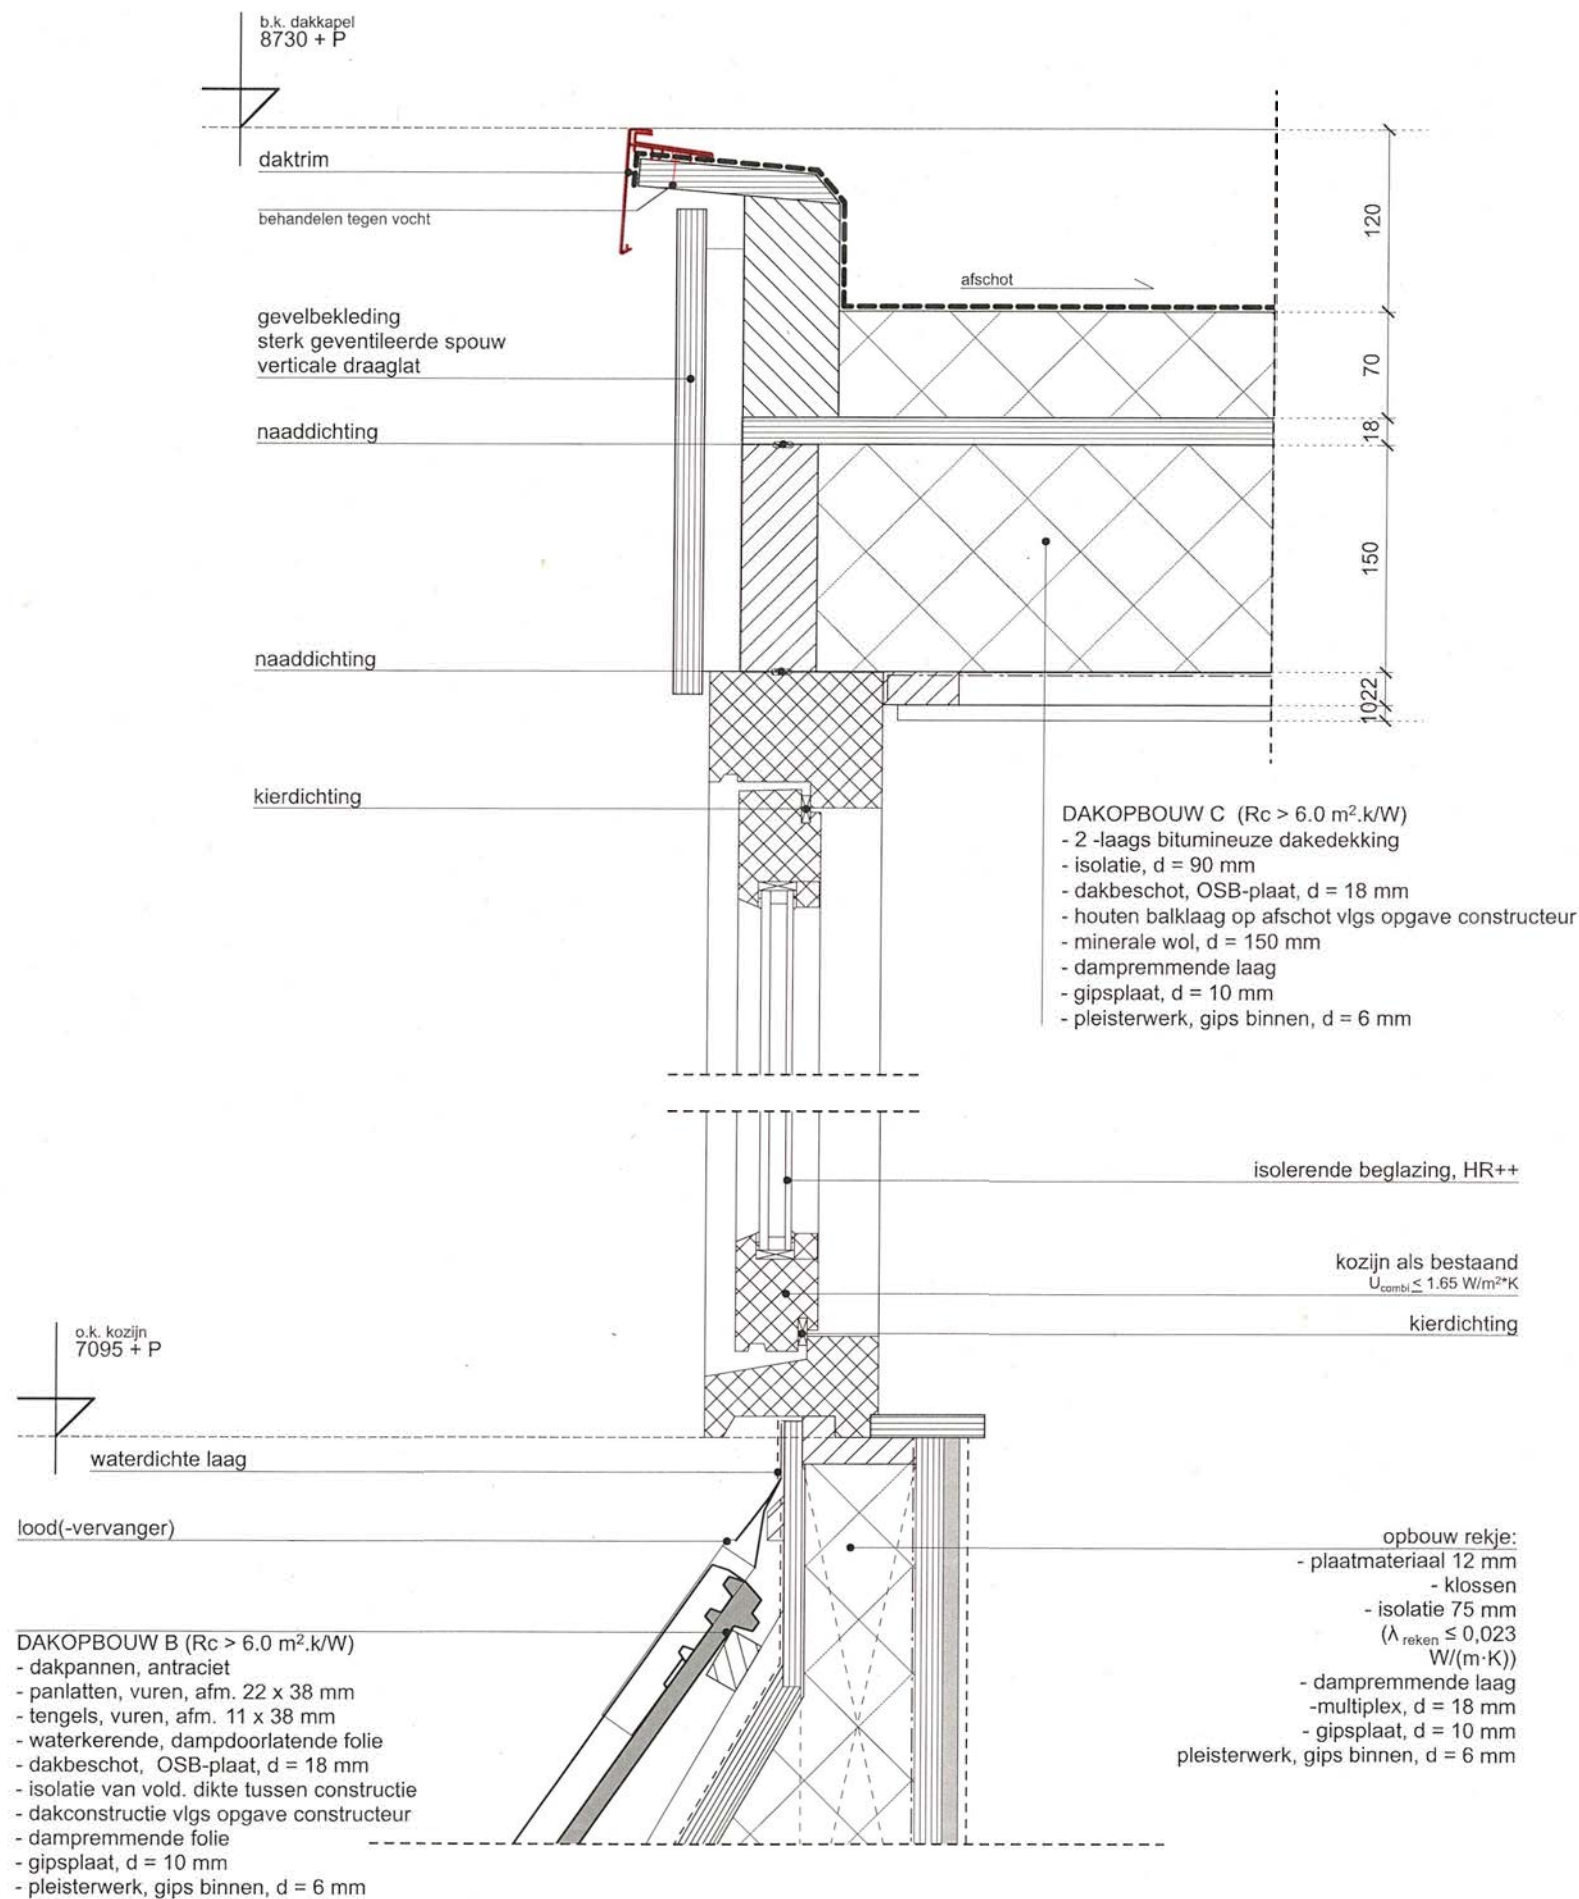 b.k. dakkapel
8730 + P
daktrim
behandelen tegen vocht
gevelbekleding
sterk geventileerde spouw
verticale draaglat
naaddichting
naaddichting
kierdichting
afschot
120
70
18
150
22
10
DAKOPBOUW C (Rc > 6.0 m².k/W)
- 2 -laags bitumineuze dakedekking
- isolatie, d = 90 mm
- dakbeschot, OSB-plaat, d = 18 mm
- houten balklaag op afschot vlgs opgave constructeur
- minerale wol, d = 150 mm
- dampremmende laag
- gipsplaat, d = 10 mm
- pleisterwerk, gips binnen, d = 6 mm
isolerende beglazing, HR++
kozijn als bestaand
U combi ≤ 1.65 W/m²*K
kierdichting
o.k. kozijn
7095 + P
waterdichte laag
lood(-vervanger)
DAKOPBOUW B (Rc > 6.0 m².k/W)
- dakpannen, antraciet
- panlatten, vuren, afm. 22 x 38 mm
- tengels, vuren, afm. 11 x 38 mm
- waterkerende, dampdoorlatende folie
- dakbeschot, OSB-plaat, d = 18 mm
- isolatie van vold. dikte tussen constructie
- dakconstructie vlgs opgave constructeur
- dampremmende folie
- gipsplaat, d = 10 mm
- pleisterwerk, gips binnen, d = 6 mm
opbouw rekje:
- plaatmateriaal 12 mm
- klossen
- isolatie 75 mm
(λ reken ≤ 0,023
W/(m·K))
- dampremmende laag
-multiplex, d = 18 mm
- gipsplaat, d = 10 mm
pleisterwerk, gips binnen, d = 6 mm